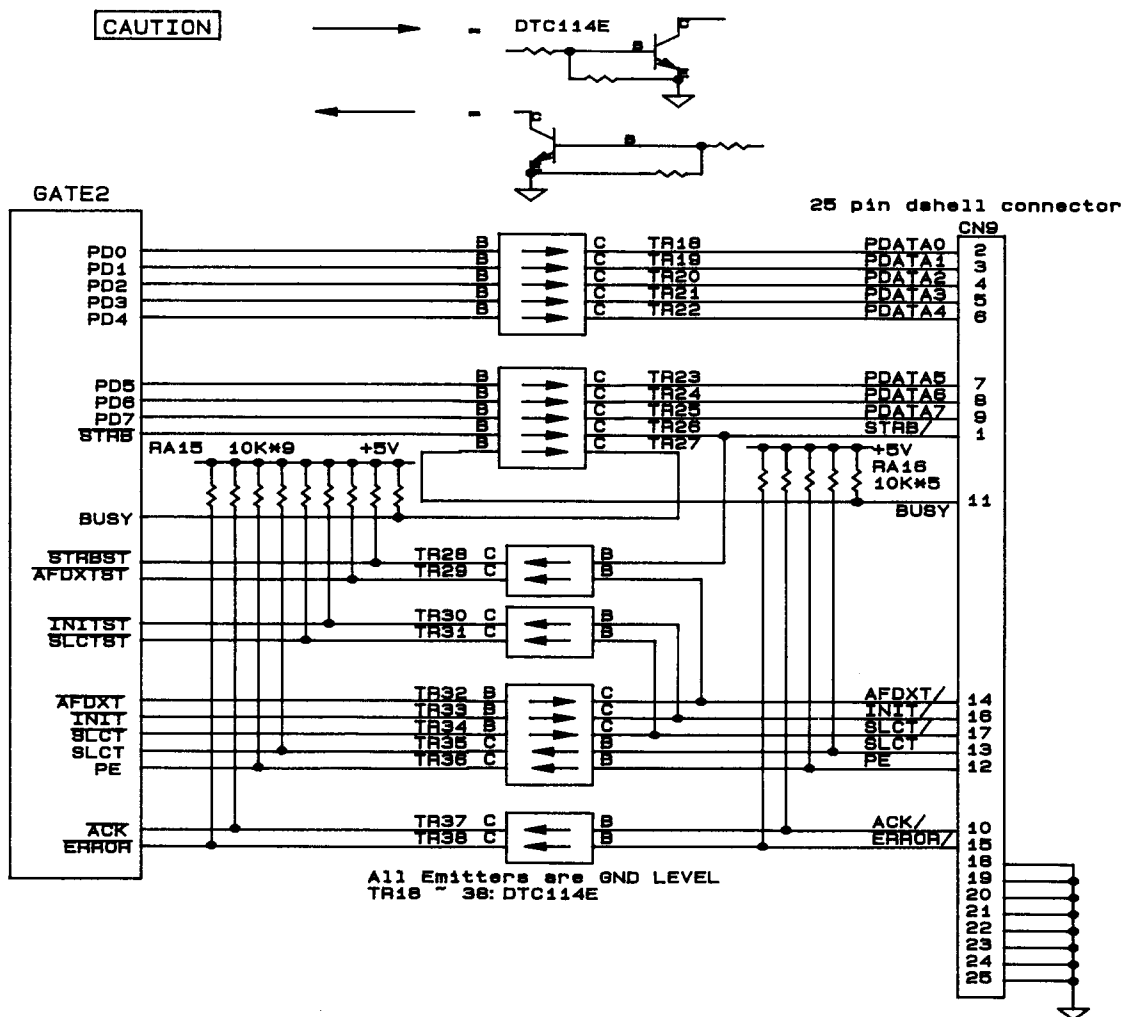 CAUTION
= DTC114E
C
B
E
=
C
B
E
GATE2
25 pin dshell connector
CN9
PD0 B C TR18 PDATA0 2
PD1 B C TR19 PDATA1 3
PD2 B C TR20 PDATA2 4
PD3 B C TR21 PDATA3 5
PD4 B C TR22 PDATA4 6
PD5 B C TR23 PDATA5 7
PD6 B C TR24 PDATA6 8
PD7 B C TR25 PDATA7 9
STRB B C TR26 STRB/ 1
B C TR27
RA15 10K*9 +5V
+5V
RA16
10K*5
BUSY
BUSY 11
STRBST TR28 C B
AFDXTST TR29 C B
INITST TR30 C B
SLCTST TR31 C B
AFDXT TR32 B C AFDXT/ 14
INIT TR33 B C INIT/ 16
SLCT TR34 B C SLCT/ 17
SLCT TR35 C B SLCT 13
PE TR36 C B PE 12
ACK TR37 C B ACK/ 10
ERROR TR38 C B ERROR/ 15
18
19
20
21
22
23
24
25
All Emitters are GND LEVEL
TR18 ~ 38: DTC114E